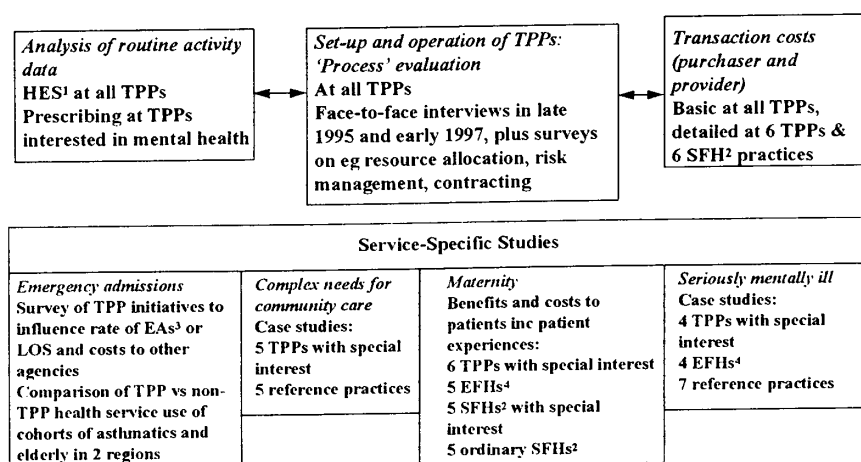 Analysis of routine activity
data
HES¹ at all TPPs
Prescribing at TPPs
interested in mental health
Set-up and operation of TPPs:
‘Process’ evaluation
At all TPPs
Face-to-face interviews in late
1995 and early 1997, plus surveys
on eg resource allocation, risk
management, contracting
Transaction costs
(purchaser and
provider)
Basic at all TPPs,
detailed at 6 TPPs &
6 SFH² practices
Service-Specific Studies
Emergency admissions
Survey of TPP initiatives to
influence rate of EAs³ or
LOS and costs to other
agencies
Comparison of TPP vs non-
TPP health service use of
cohorts of asthmatics and
elderly in 2 regions
Complex needs for
community care
Case studies:
5 TPPs with special
interest
5 reference practices
Maternity
Benefits and costs to
patients inc patient
experiences:
6 TPPs with special interest
5 EFHs⁴
5 SFHs² with special
interest
5 ordinary SFHs²
Seriously mentally ill
Case studies:
4 TPPs with special
interest
4 EFHs⁴
7 reference practices